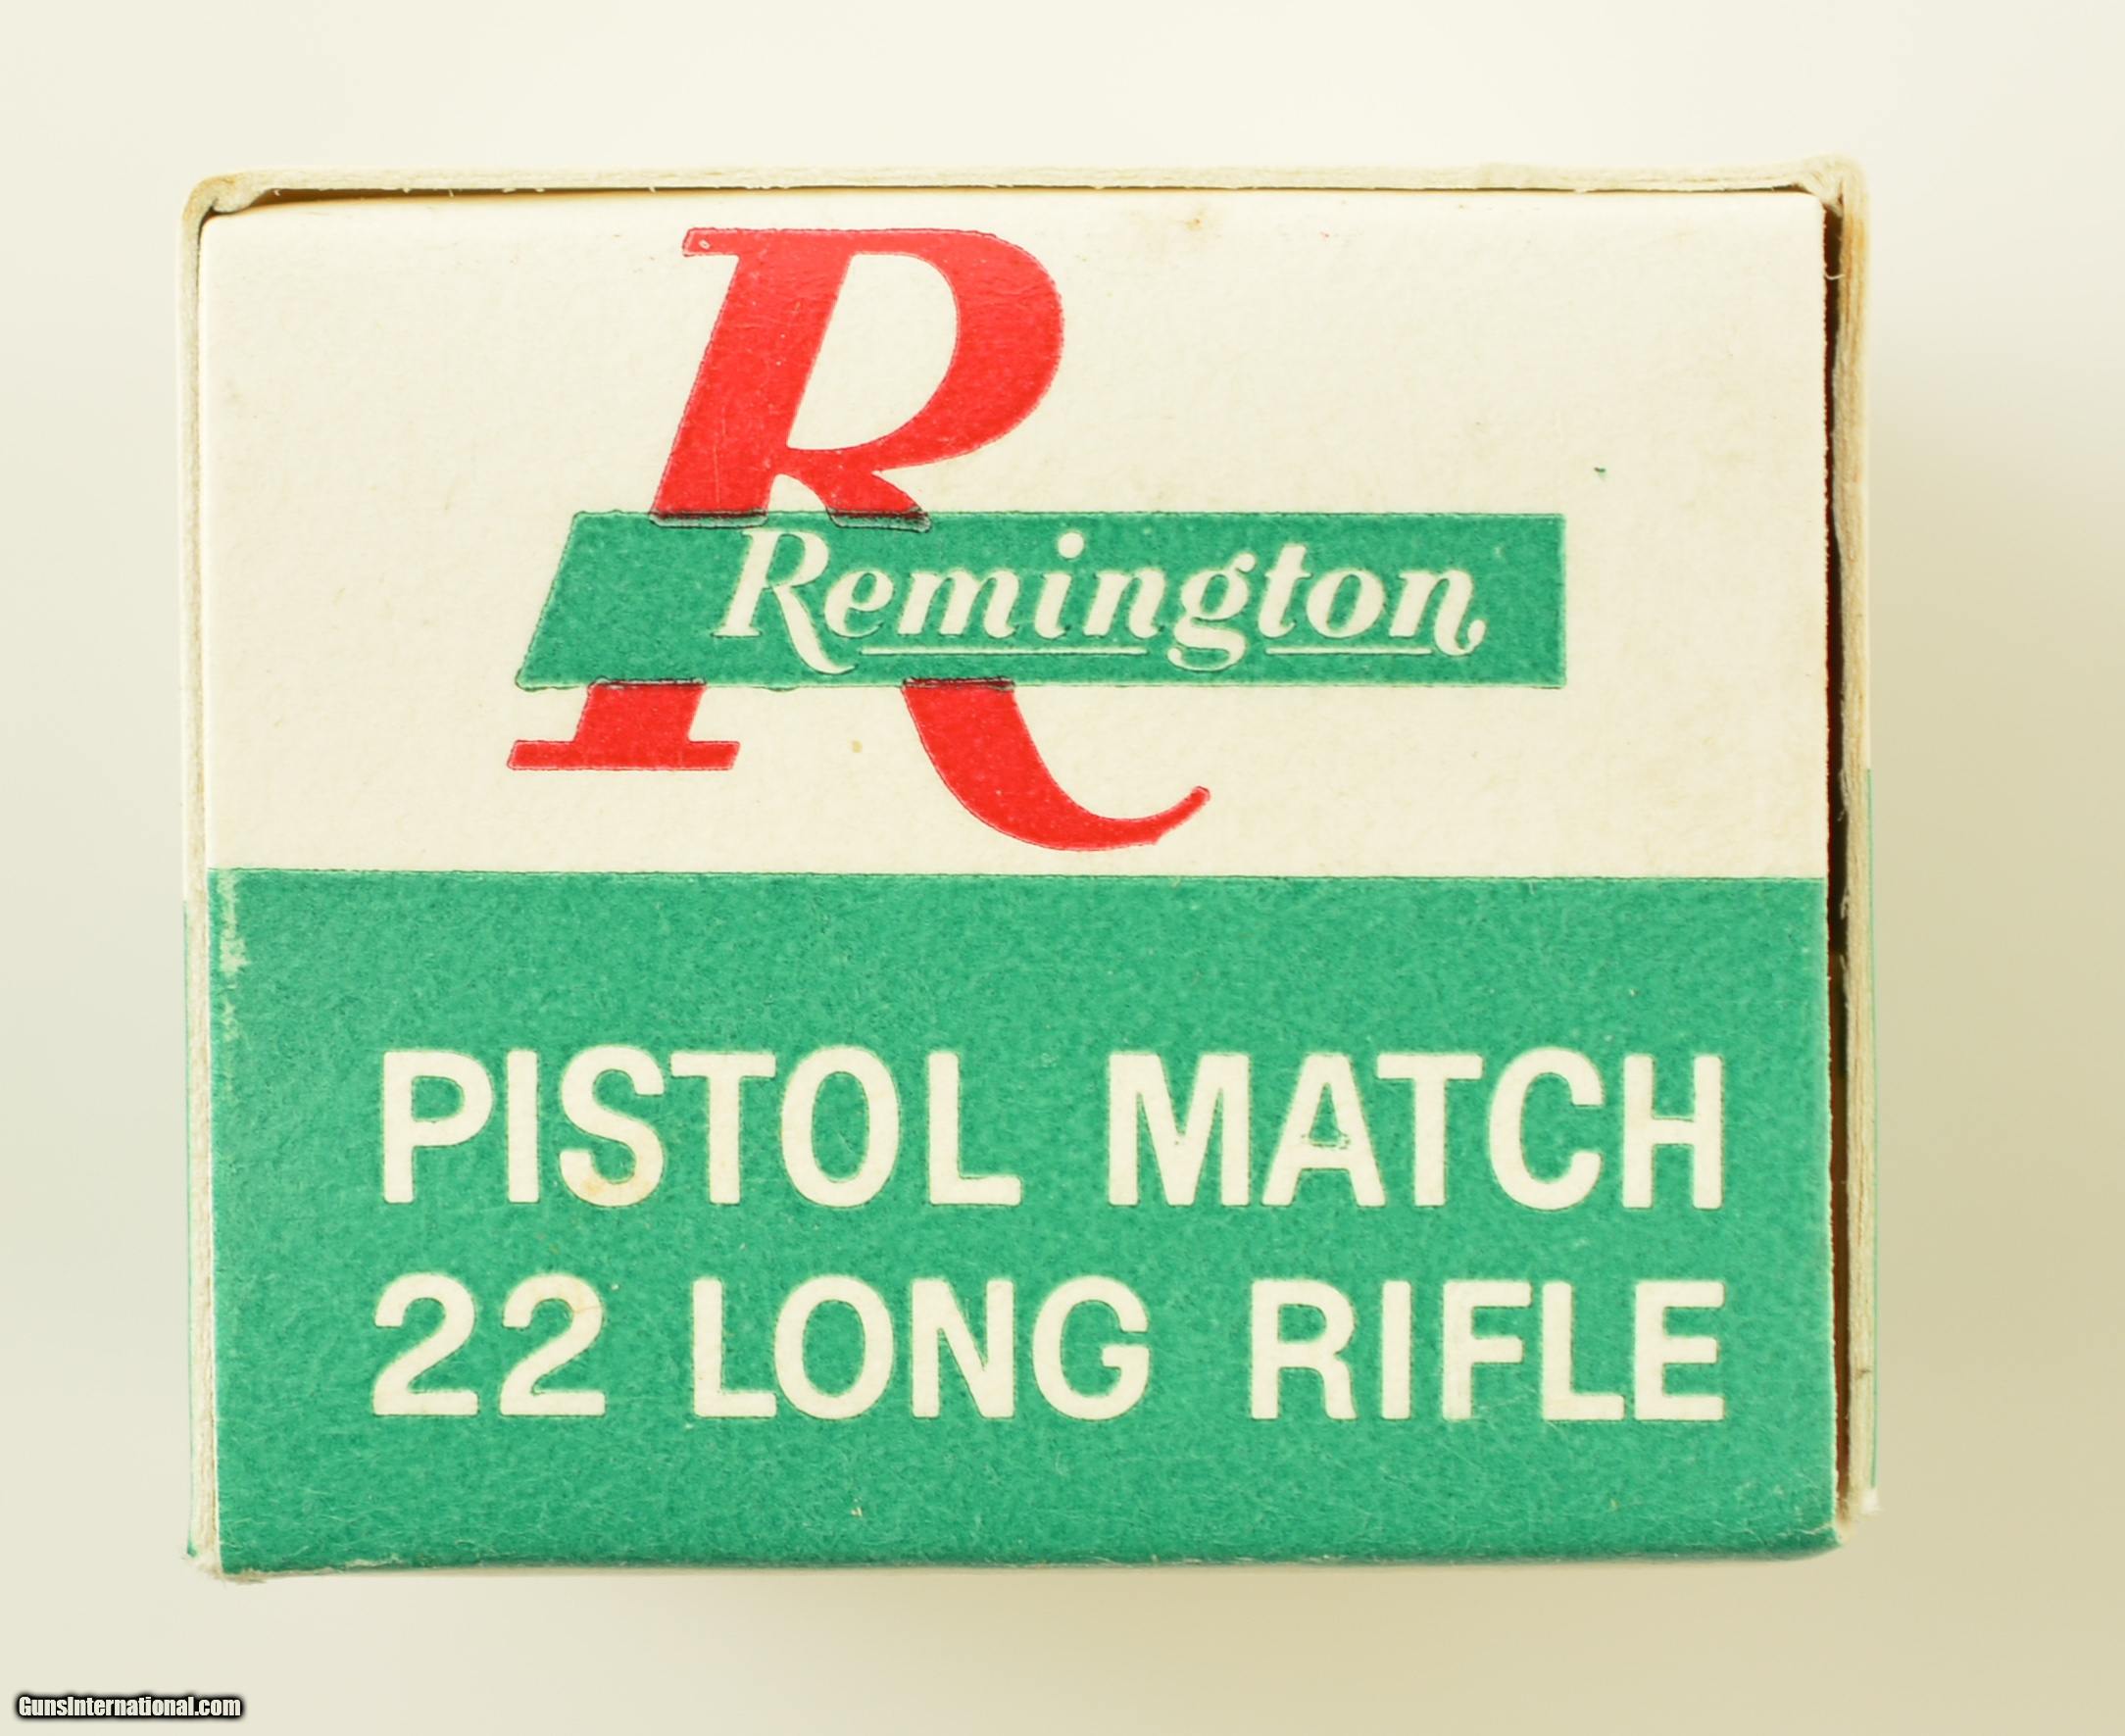 R
Remington
PISTOL MATCH
22 LONG RIFLE
GunsInternational.com